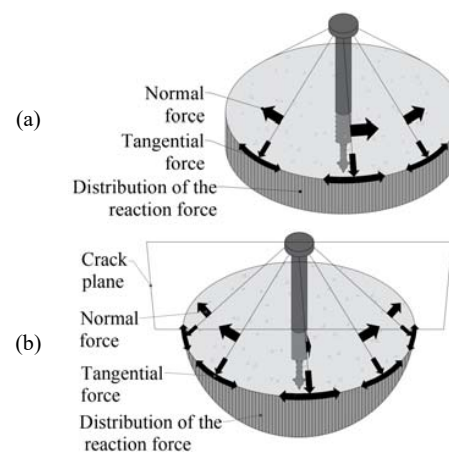 (a)
Normal
force
Tangential
force
Distribution of the
reaction force
Crack
plane
(b)
Normal
force
Tangential
force
Distribution of the
reaction force